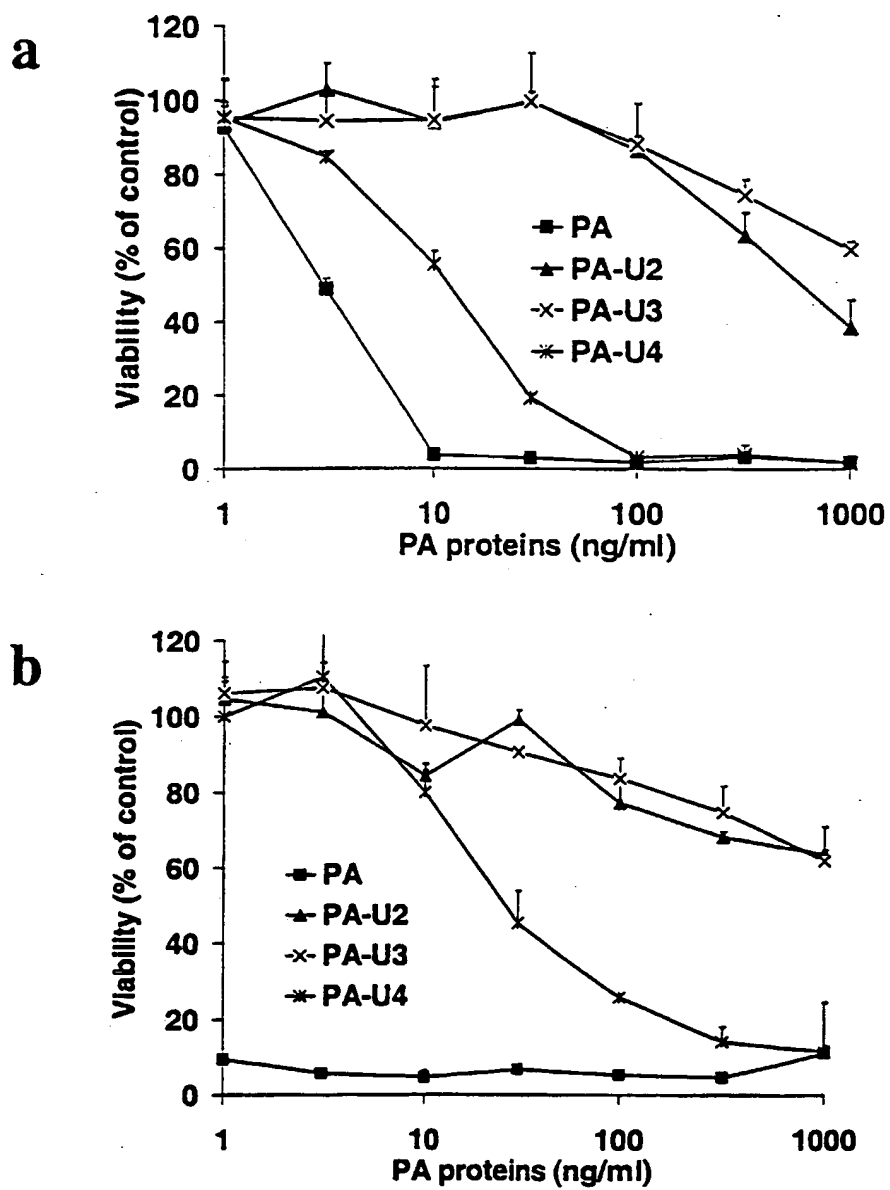 a
120
100
80
60
40
20
0
Viability (% of control)
PA
PA-U2
PA-U3
PA-U4
1 10 100 1000
PA proteins (ng/ml)
b
120
100
80
60
40
20
0
Viability (% of control)
PA
PA-U2
PA-U3
PA-U4
1 10 100 1000
PA proteins (ng/ml)